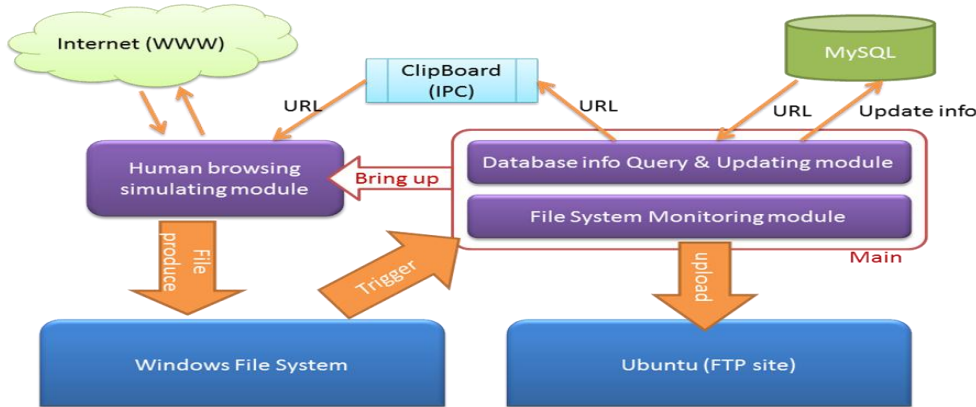 Internet (WWW)
MySQL
ClipBoard
(IPC)
URL
URL
URL
Update info
Human browsing
simulating module
Bring up
Database info Query & Updating module
File System Monitoring module
Main
File
produce
Trigger
upload
Windows File System
Ubuntu (FTP site)